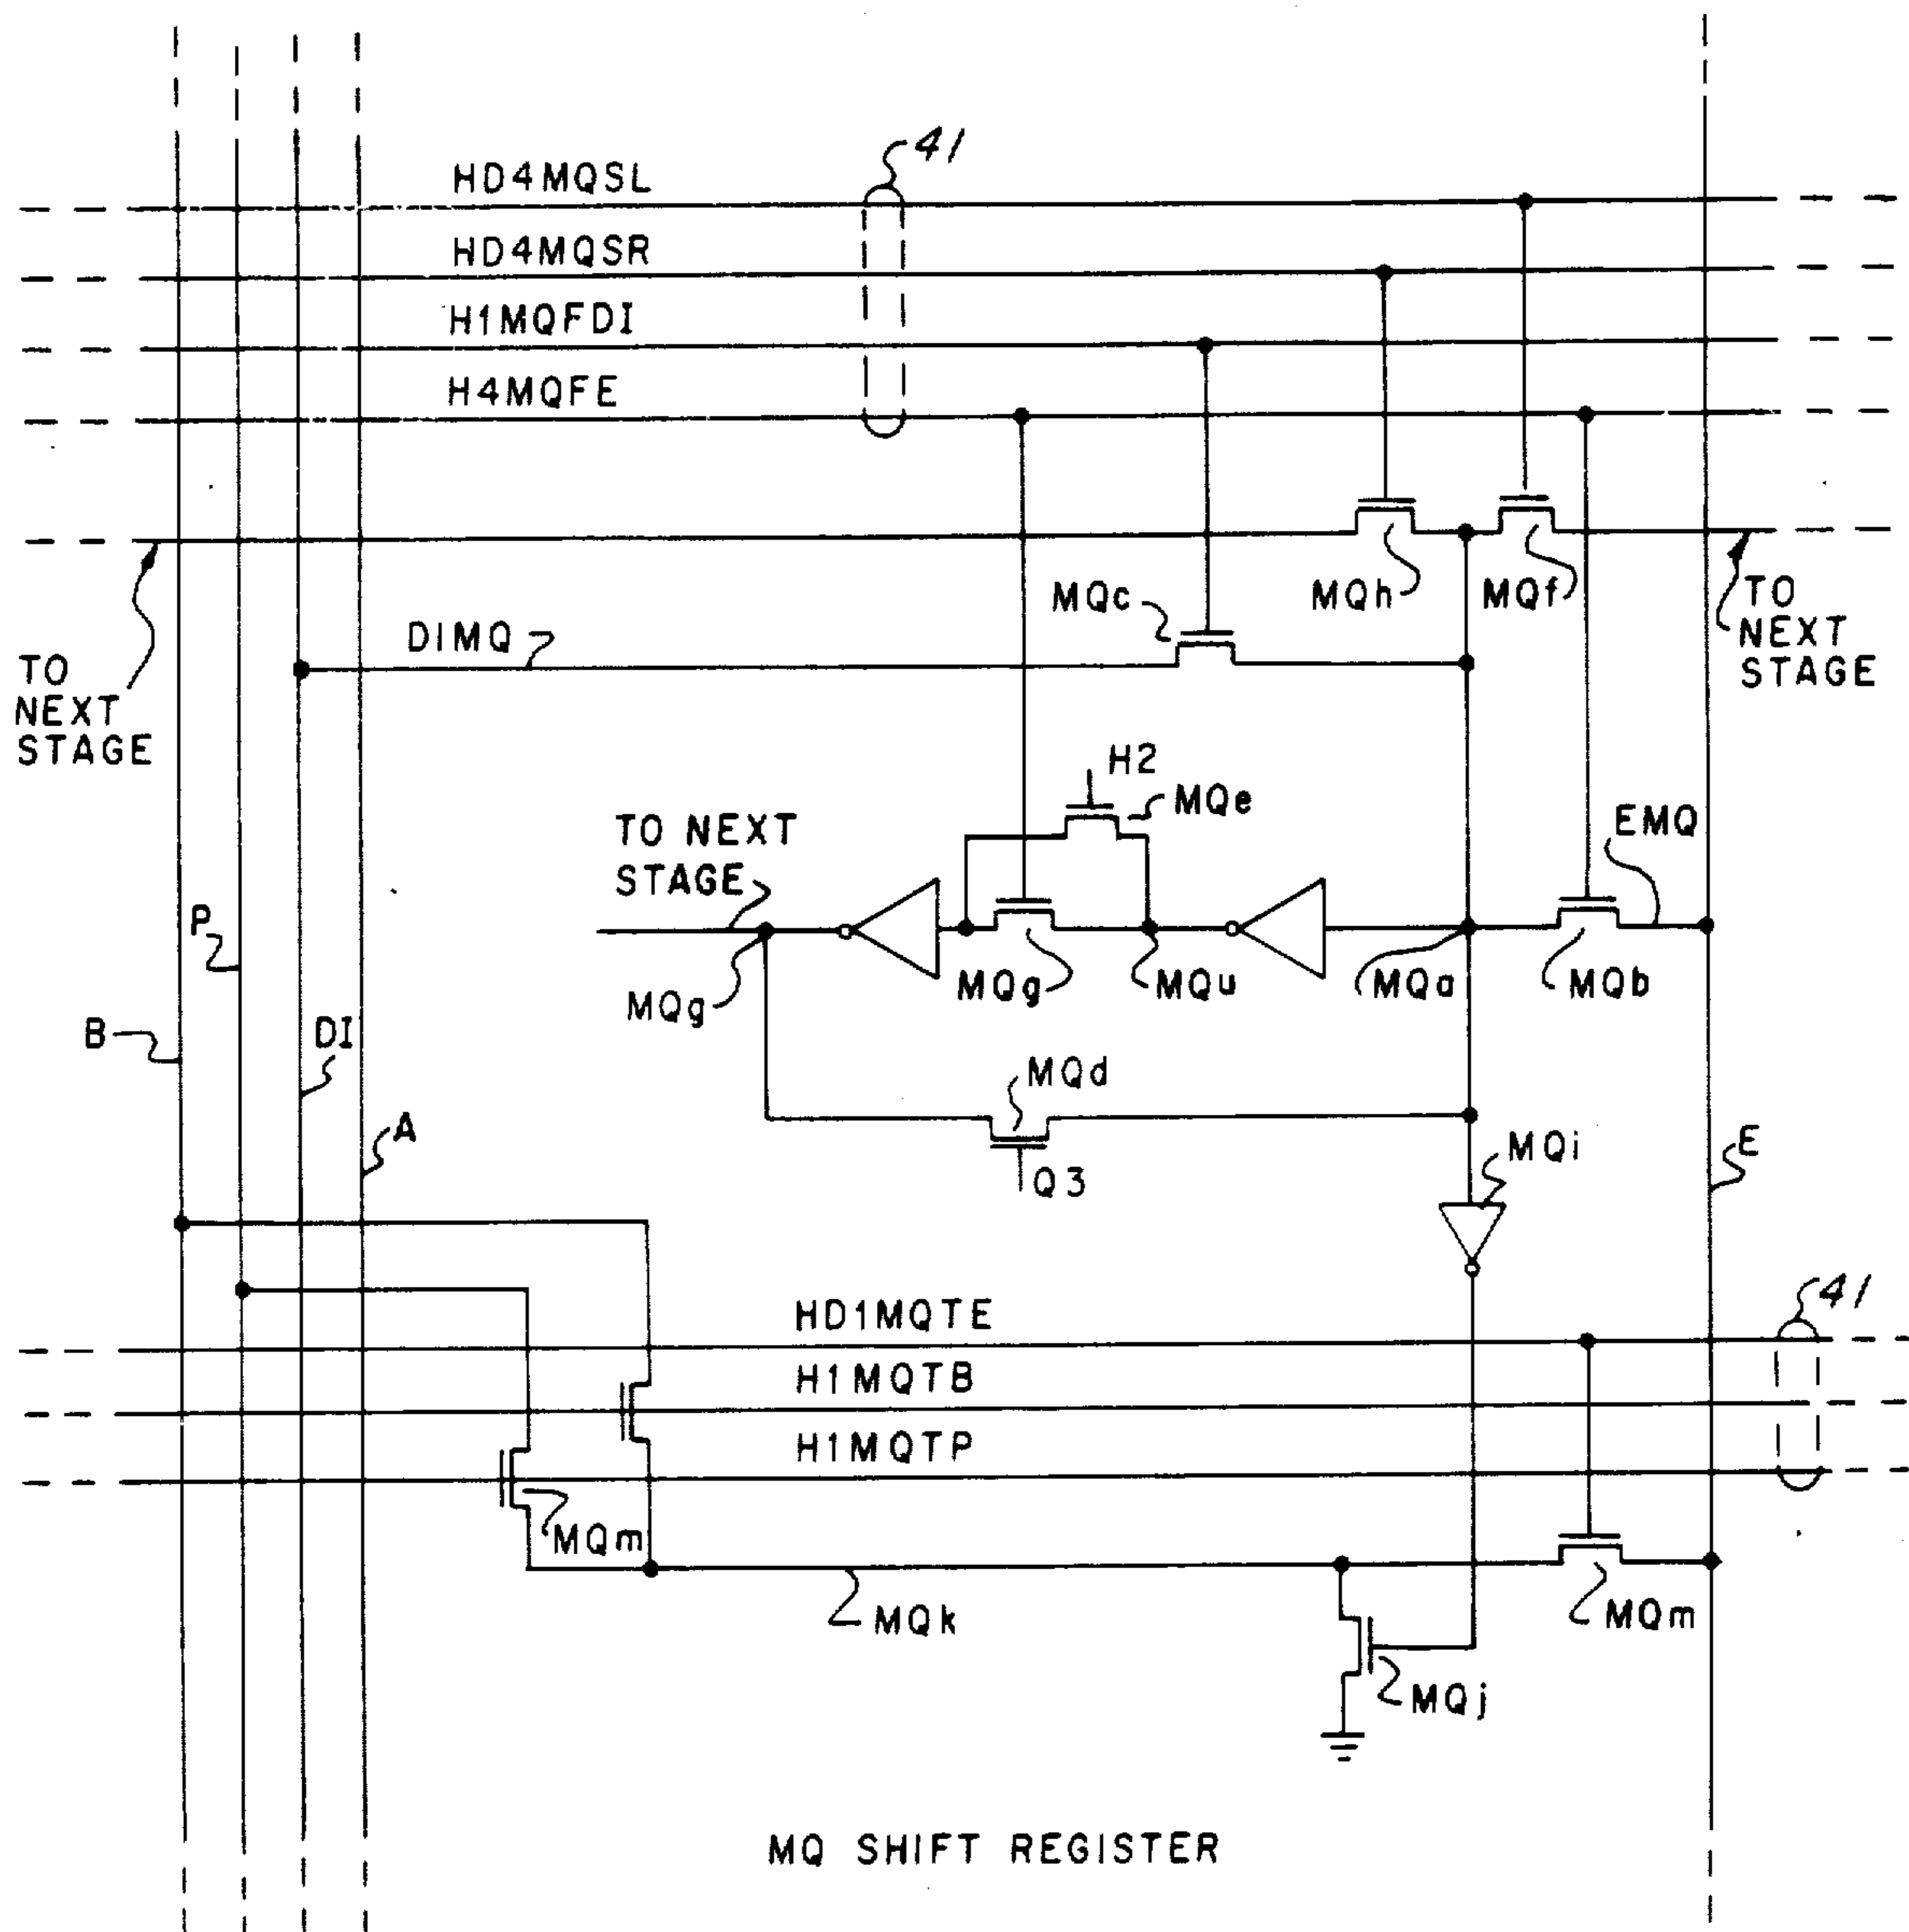 41
HD4MQSL
HD4MQSR
H1MQFDI
H4MQFE
MQc
MQh
MQf
TO
NEXT
STAGE
DIMQ
TO
NEXT
STAGE
H2
MQe
TO NEXT
STAGE
EMQ
P
MQg
MQg
MQu
MQa
MQb
B
DI
MQd
A
Q3
MQi
E
HD1MQTE
41
H1MQTB
H1MQTP
MQm
MQk
MQm
MQj
MQ SHIFT REGISTER